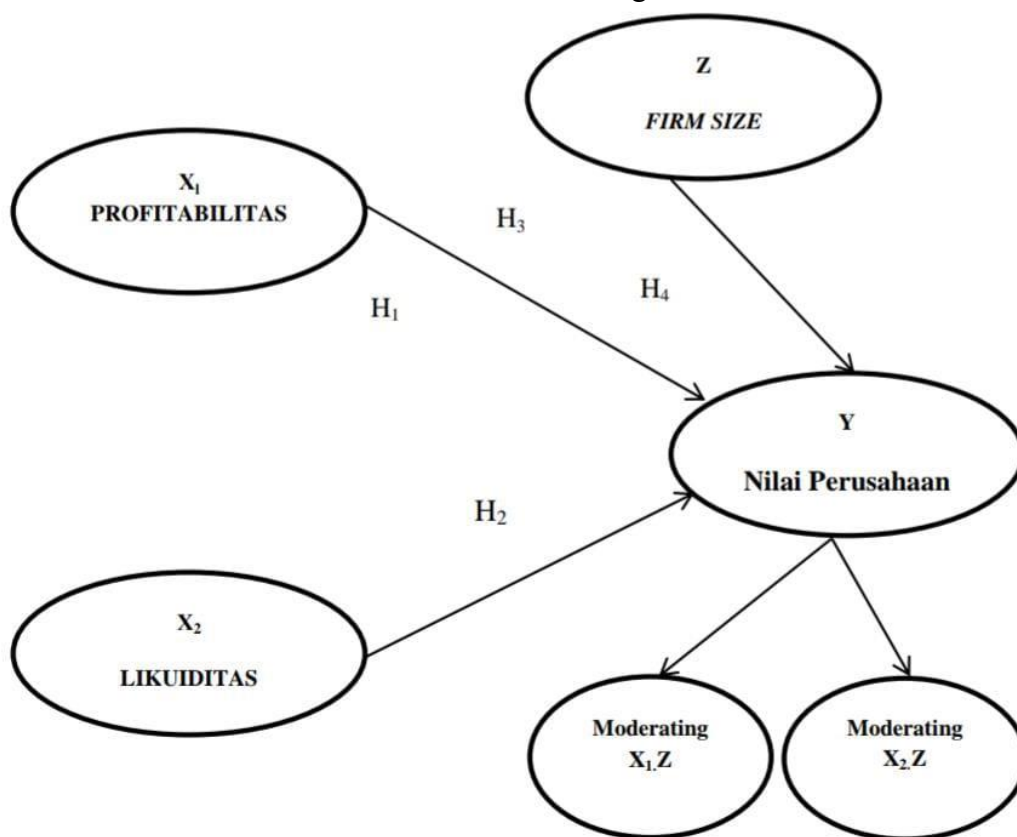 Z
FIRM SIZE
X₁
PROFITABILITAS
H₃
H₄
H₁
Y
Nilai Perusahaan
H₂
X₂
LIKUIDITAS
Moderating
X₁.Z
Moderating
X₂.Z